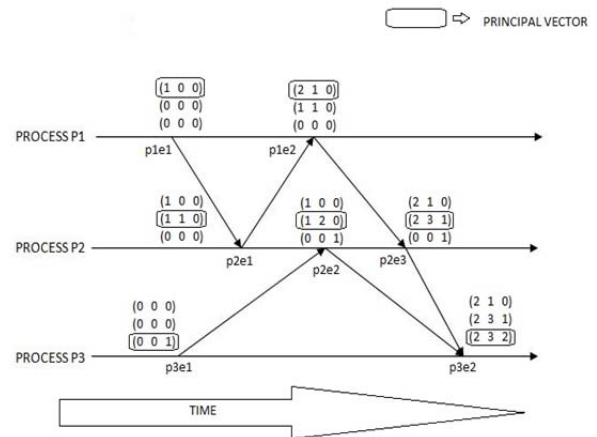 PRINCIPAL VECTOR
(1 0 0)
(0 0 0)
(0 0 0)
(2 1 0)
(1 1 0)
(0 0 0)
PROCESS P1
p1e1
p1e2
(1 0 0)
(1 1 0)
(0 0 0)
(1 0 0)
(1 2 0)
(0 0 1)
(2 1 0)
(2 3 1)
(0 0 1)
PROCESS P2
p2e1
p2e2
p2e3
(0 0 0)
(0 0 0)
(0 0 1)
(2 1 0)
(2 3 1)
(2 3 2)
PROCESS P3
p3e1
p3e2
TIME